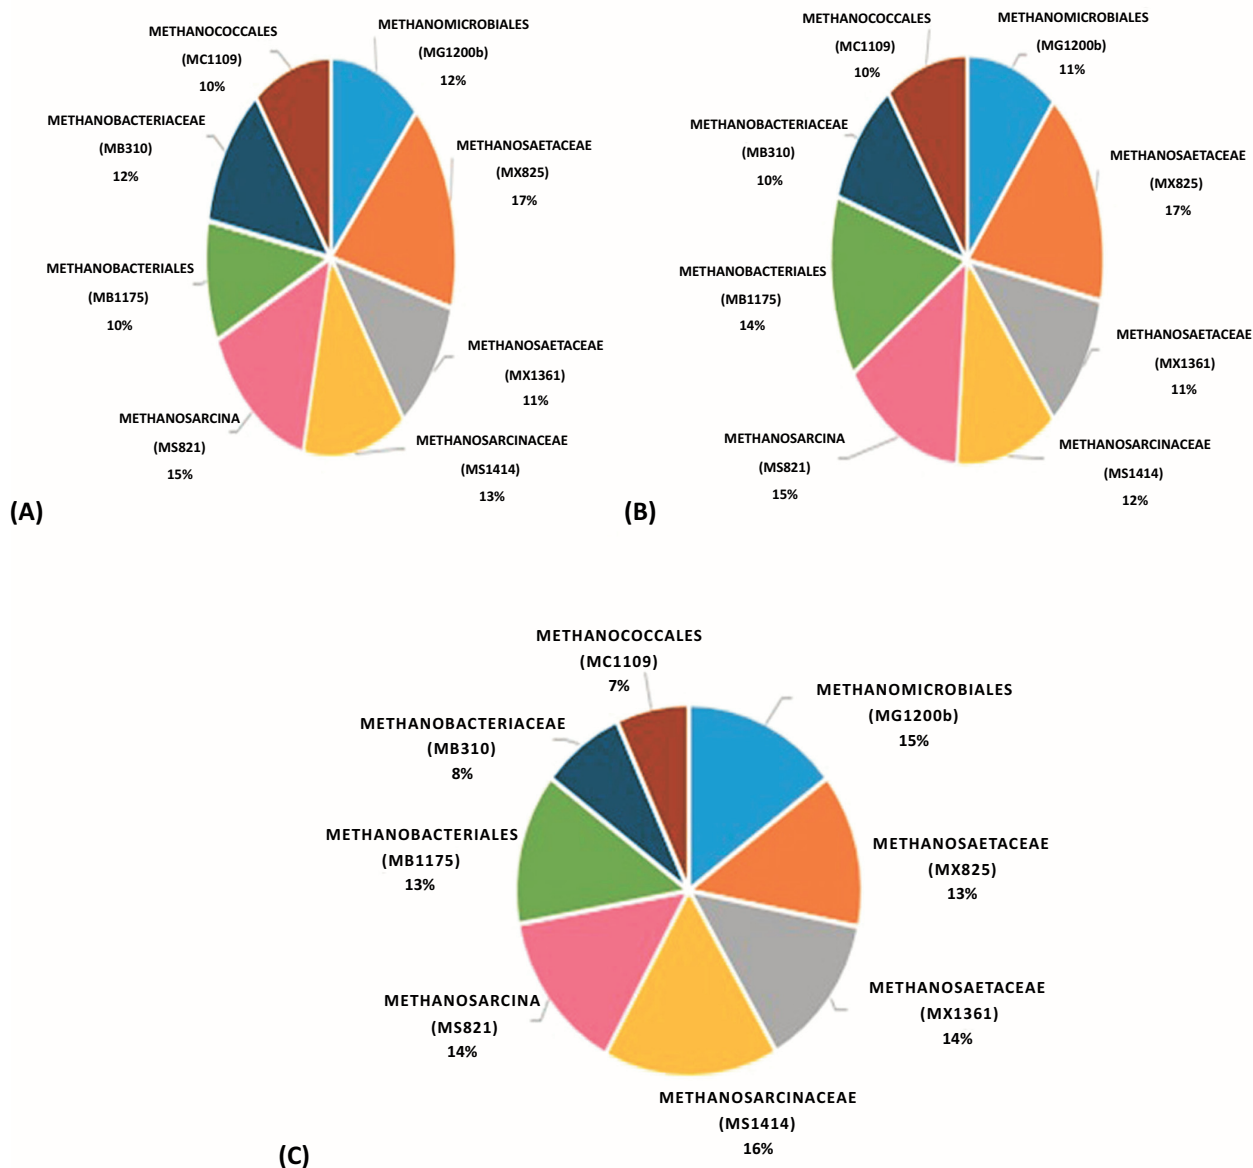 METHANOCOCCALES
(MC1109)
10%
METHANOMICROBIALES
(MG1200b)
12%
METHANOBACTERIACEAE
(MB310)
12%
METHANOSAETACEAE
(MX825)
17%
METHANOBACTERIALES
(MB1175)
10%
METHANOSAETACEAE
(MX1361)
11%
METHANOSARCINA
(MS821)
15%
METHANOSARCINACEAE
(MS1414)
13%
(A)
METHANOCOCCALES
(MC1109)
10%
METHANOMICROBIALES
(MG1200b)
11%
METHANOBACTERIACEAE
(MB310)
10%
METHANOSAETACEAE
(MX825)
17%
METHANOBACTERIALES
(MB1175)
14%
METHANOSAETACEAE
(MX1361)
11%
METHANOSARCINA
(MS821)
15%
METHANOSARCINACEAE
(MS1414)
12%
(B)
METHANOCOCCALES
(MC1109)
7%
METHANOMICROBIALES
(MG1200b)
15%
METHANOBACTERIACEAE
(MB310)
8%
METHANOBACTERIALES
(MB1175)
13%
METHANOSAETACEAE
(MX825)
13%
METHANOSARCINA
(MS821)
14%
METHANOSAETACEAE
(MX1361)
14%
METHANOSARCINACEAE
(MS1414)
16%
(C)